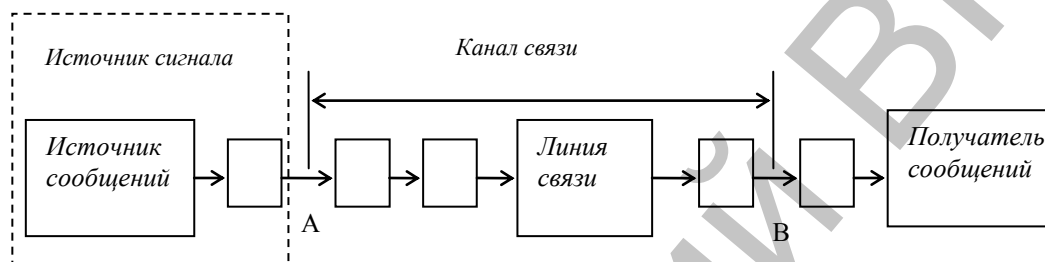 Источник сигнала
Канал связи
Источник
сообщений
Линия
связи
Получатель
сообщений
A
B